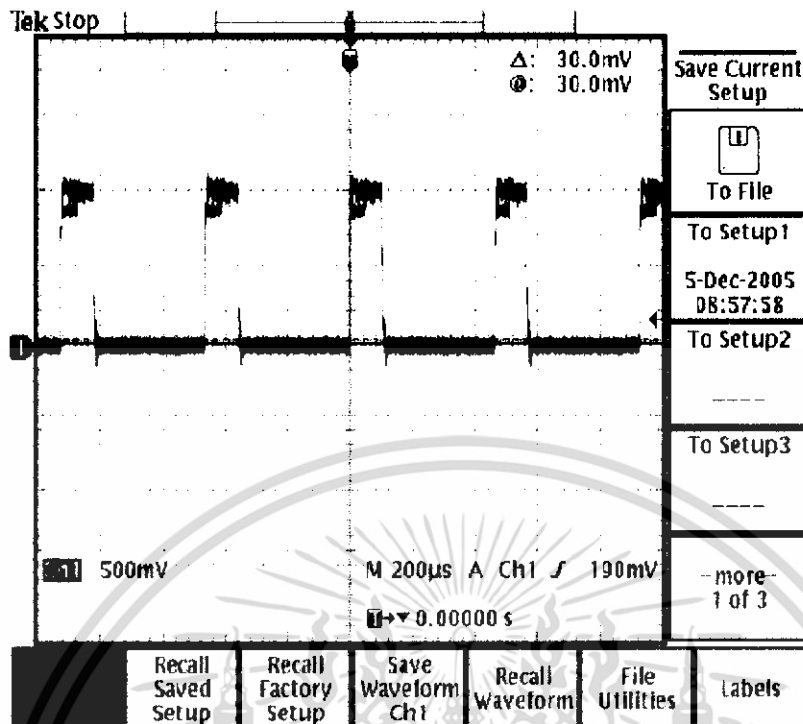 Tek Stop
Δ: 30.0mV
@: 30.0mV
Save Current
Setup
To File
To Setup1
5-Dec-2005
08:57:58
To Setup2
----
To Setup3
----
1
500mV
M 200µs A Ch1 ƒ 190mV
0.00000 s
-more-
1 of 3
Recall
Saved
Setup
Recall
Factory
Setup
Save
Waveform
Ch1
Recall
Waveform
File
Utilities
Labels